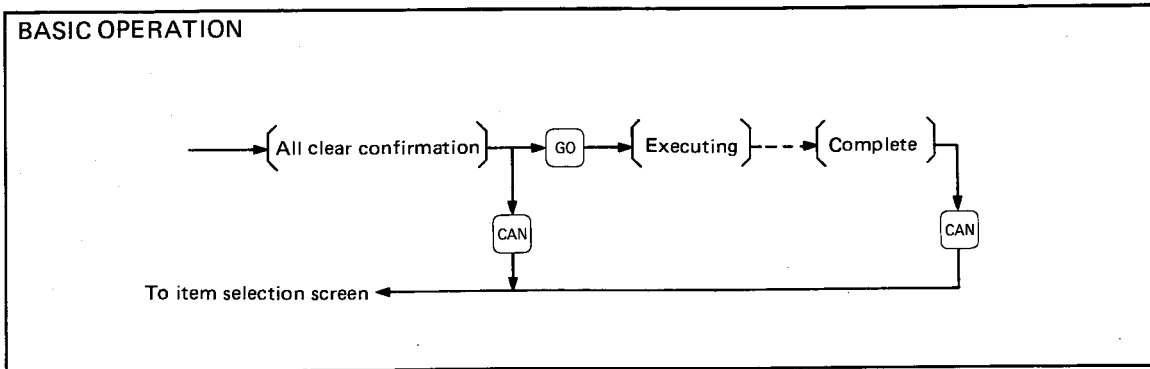 BASIC OPERATION
All clear confirmation GO Executing Complete
CAN CAN
To item selection screen